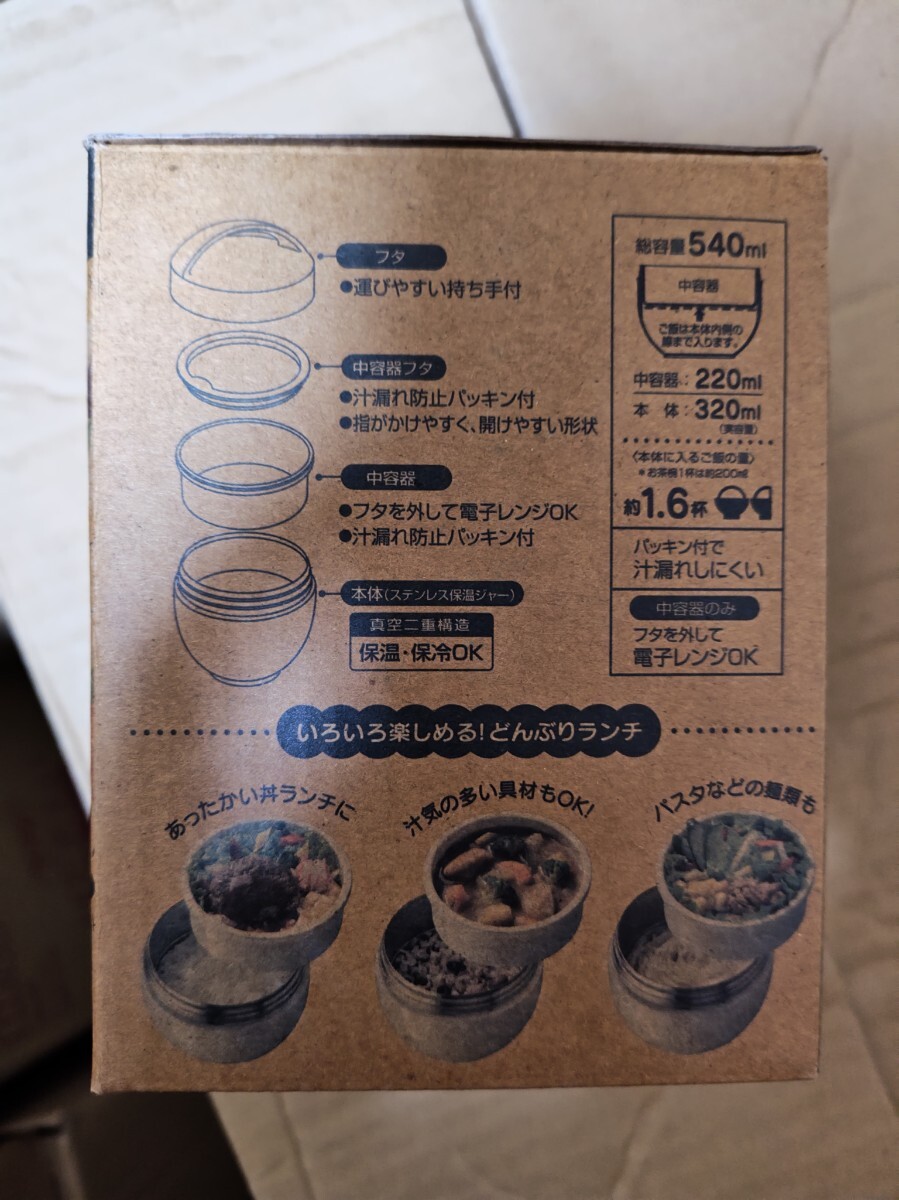 フタ
●運びやすい持ち手付
中容器フタ
●汁漏れ防止パッキン付
●指がかけやすく、開けやすい形状
中容器
●フタを外して電子レンジOK
●汁漏れ防止パッキン付
本体(ステンレス保温ジャー)
真空二重構造
保温・保冷OK
総容量540ml
中容器
ご飯は本体内側の
線まで入ります。
中容器:220ml
本体:320ml
(実容量)
〈本体に入るご飯の量〉
*お茶碗1杯は約200ml
約1.6杯
パッキン付で
汁漏れしにくい
中容器のみ
フタを外して
電子レンジOK
いろいろ楽しめる!どんぶりランチ
あったかい丼ランチに
汁気の多い具材もOK!
パスタなどの麺類も